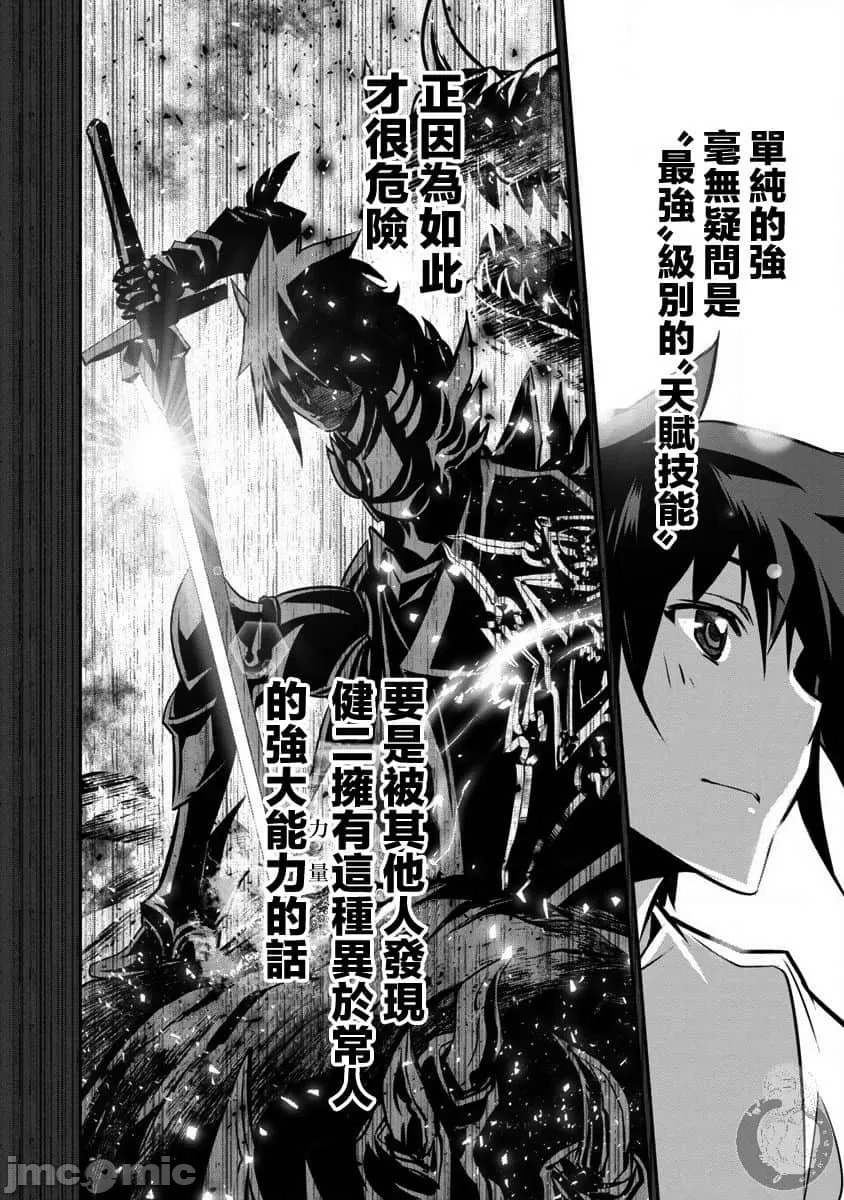 單純的強
毫無疑問是
〝最強〞級別的〝天賦技能〞
正因為如此
才很危險
要是被其他人發現
健二擁有這種異於常人
力量
的強大能力的話
jmcomic